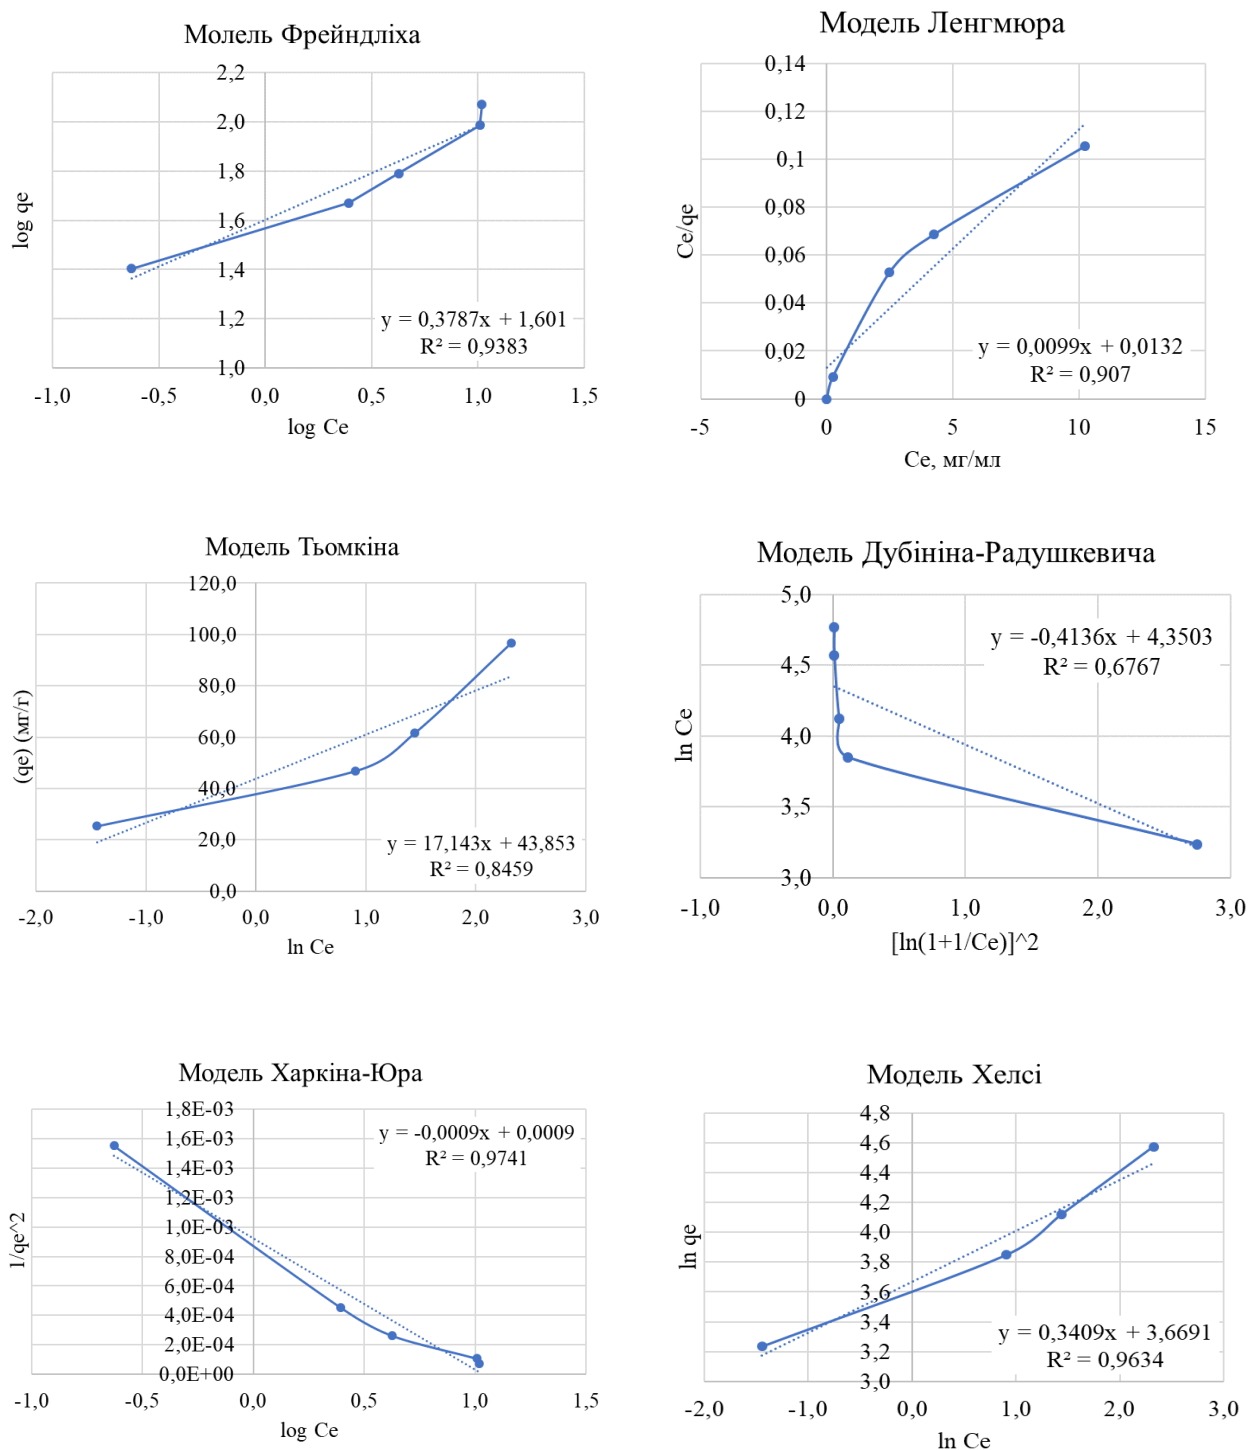 Молель Фрейндліха
2,2
2,0
1,8
1,6
1,4
1,2
1,0
-1,0 -0,5 0,0 0,5 1,0 1,5
log qe
log Ce
y = 0,3787x + 1,601
R² = 0,9383
Модель Ленгмюра
0,14
0,12
0,1
0,08
0,06
0,04
0,02
0
-5 0 5 10 15
Ce/qe
Ce, мг/мл
y = 0,0099x + 0,0132
R² = 0,907
Модель Тьомкіна
120,0
100,0
80,0
60,0
40,0
20,0
0,0
-2,0 -1,0 0,0 1,0 2,0 3,0
(qe) (мг/г)
ln Ce
y = 17,143x + 43,853
R² = 0,8459
Модель Дубініна-Радушкевича
5,0
4,5
4,0
3,5
3,0
-1,0 0,0 1,0 2,0 3,0
ln Ce
[ln(1+1/Ce)]^2
y = -0,4136x + 4,3503
R² = 0,6767
Модель Харкіна-Юра
1,8E-03
1,6E-03
1,4E-03
1,2E-03
1,0E-03
8,0E-04
6,0E-04
4,0E-04
2,0E-04
0,0E+00
-1,0 -0,5 0,0 0,5 1,0 1,5
1/qe^2
log Ce
y = -0,0009x + 0,0009
R² = 0,9741
Модель Хелсі
4,8
4,6
4,4
4,2
4,0
3,8
3,6
3,4
3,2
3,0
-2,0 -1,0 0,0 1,0 2,0 3,0
ln qe
ln Ce
y = 0,3409x + 3,6691
R² = 0,9634